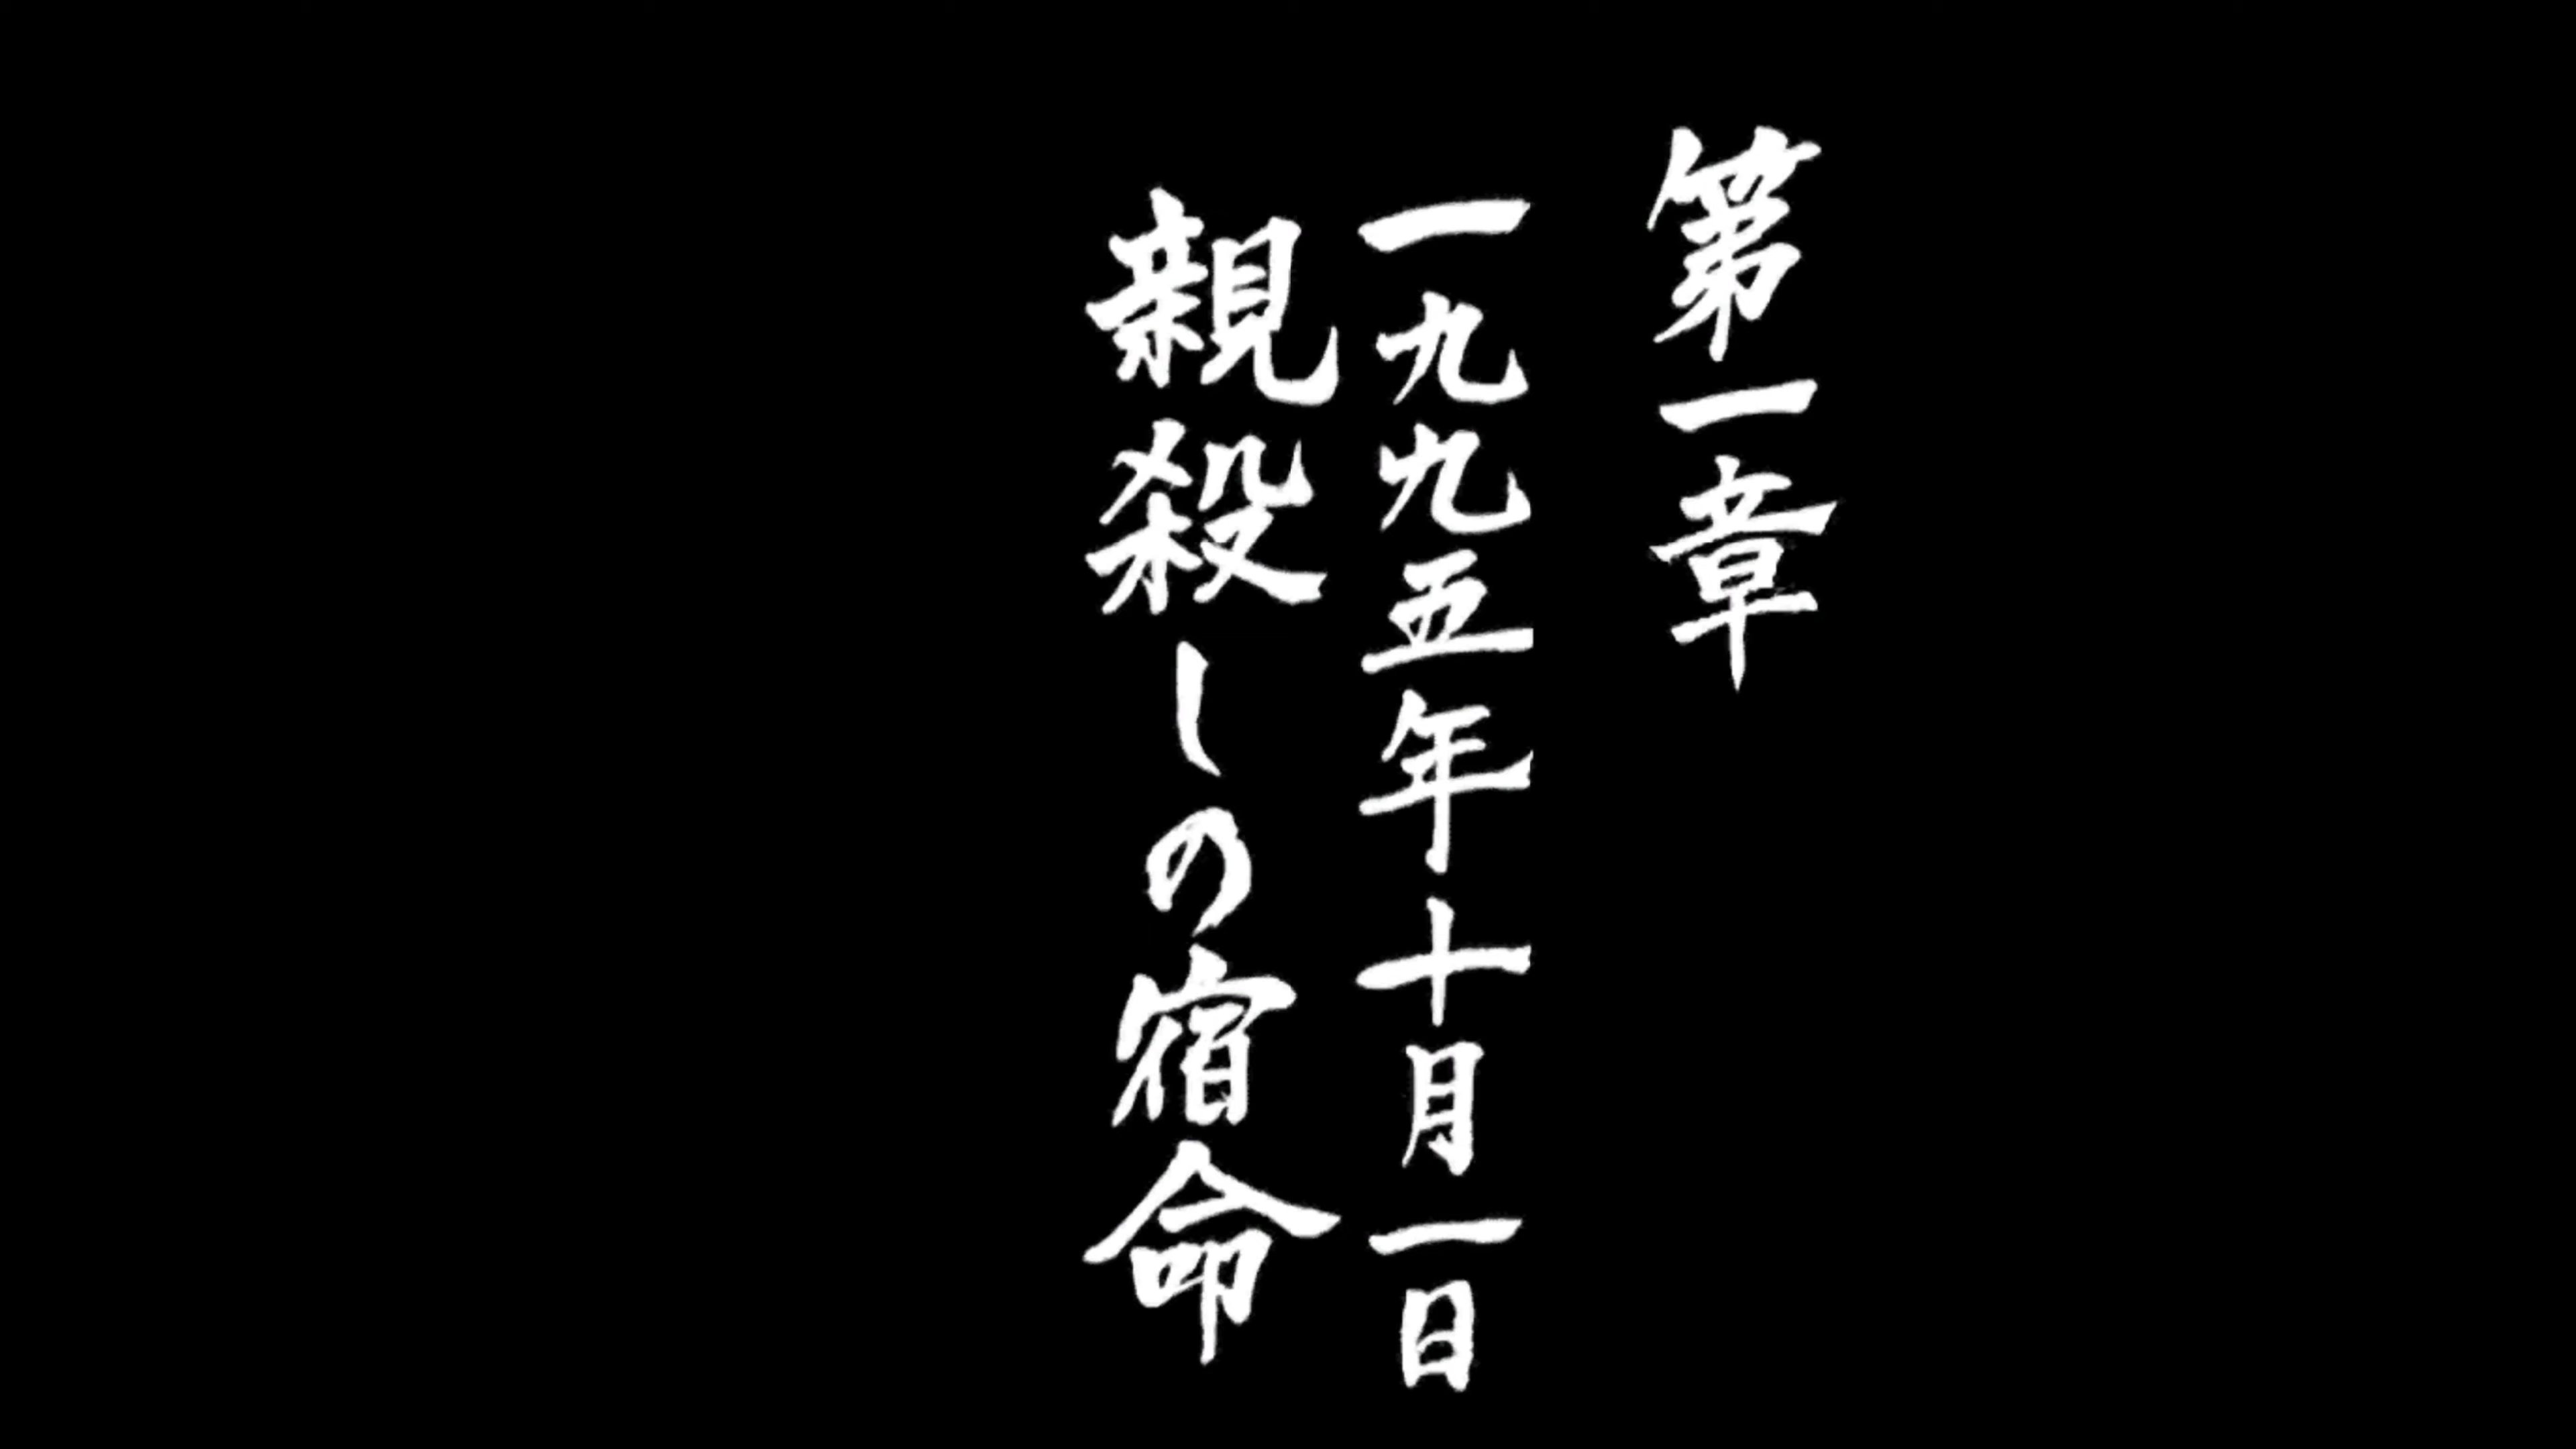 第一章
一九九五年十月一日
親殺しの宿命